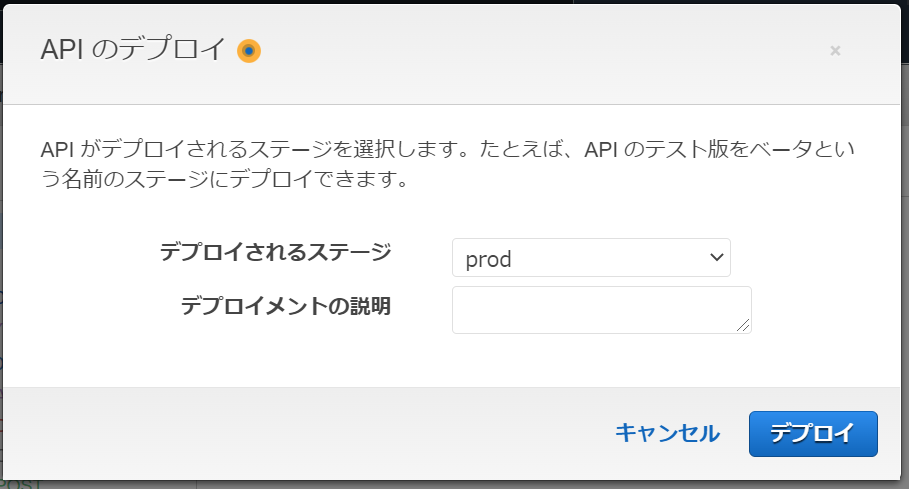 API のデプロイ
×
API がデプロイされるステージを選択します。たとえば、API のテスト版をベータとい
う名前のステージにデプロイできます。
デプロイされるステージ
prod
デプロイメントの説明
キャンセル
デプロイ
POST